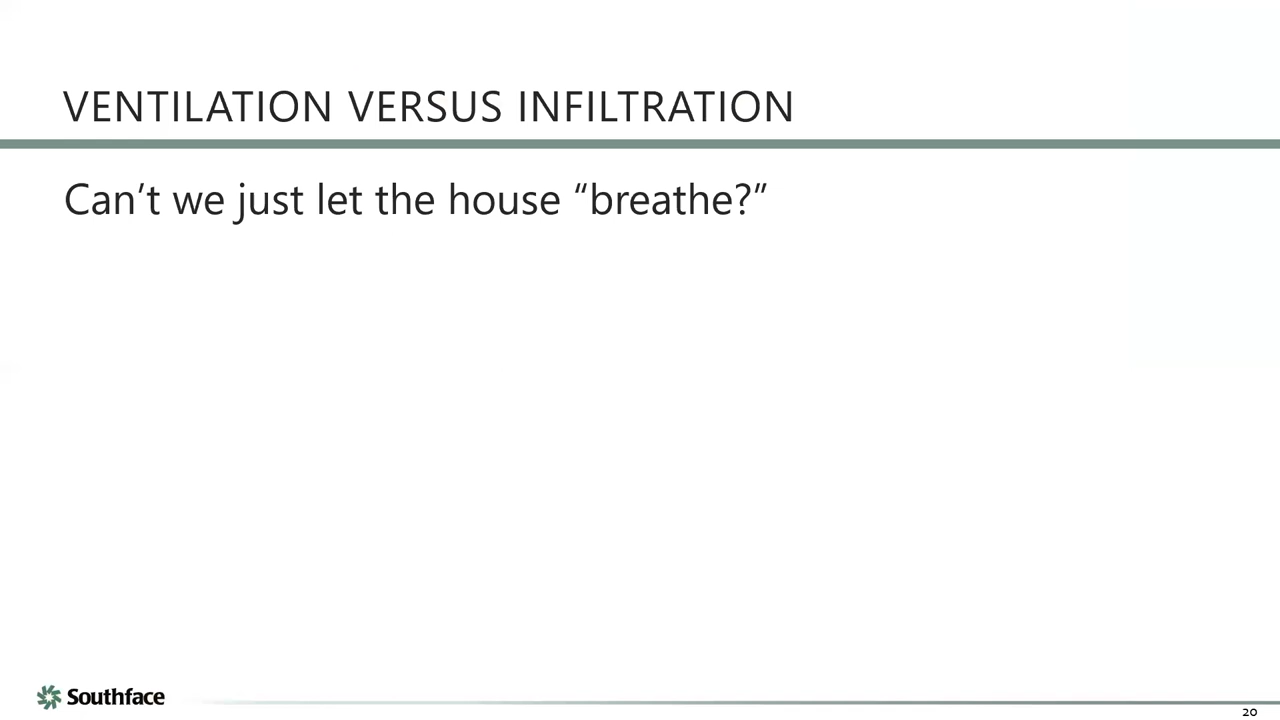 VENTILATION VERSUS INFILTRATION
Can’t we just let the house “breathe?”
Southface
20